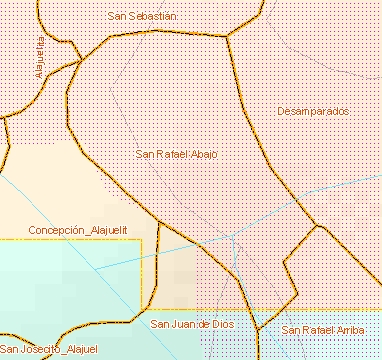 San Sebastián
Alajuelita
Desamparados
San Rafael Abajo
Concepción_Alajuelit
San Juan de Dios
San Rafael Arriba
San Josecito_Alajuel